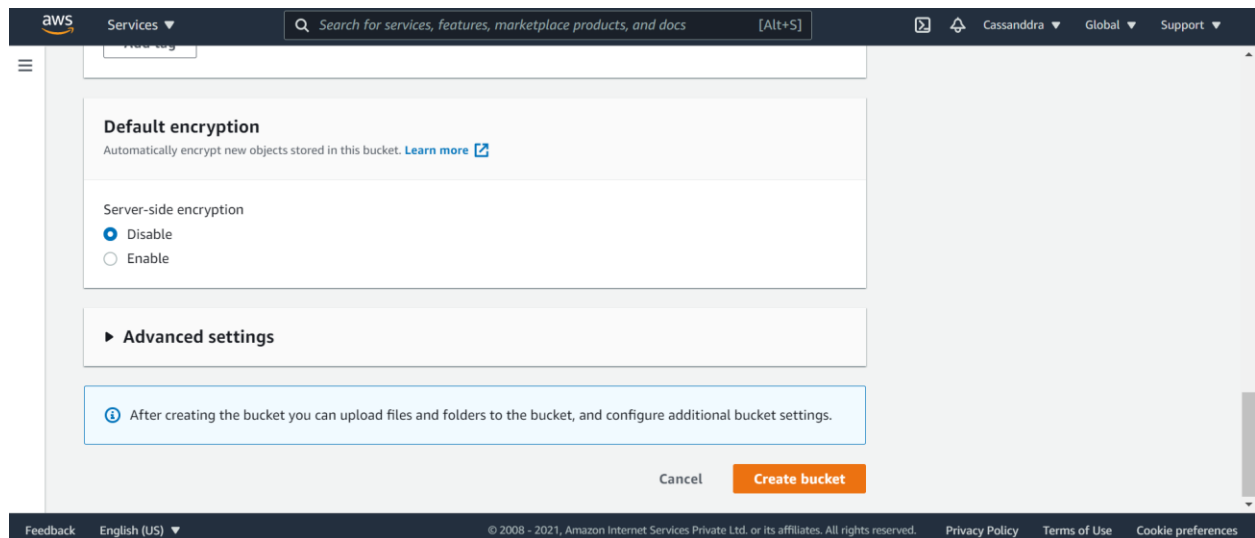 aws Services ▼ Search for services, features, marketplace products, and docs [Alt+S] Cassanddra ▼ Global ▼ Support ▼
Add tag
Default encryption
Automatically encrypt new objects stored in this bucket. Learn more
Server-side encryption
Disable
Enable
Advanced settings
After creating the bucket you can upload files and folders to the bucket, and configure additional bucket settings.
Cancel Create bucket
Feedback English (US) ▼ © 2008 - 2021, Amazon Internet Services Private Ltd. or its affiliates. All rights reserved. Privacy Policy Terms of Use Cookie preferences